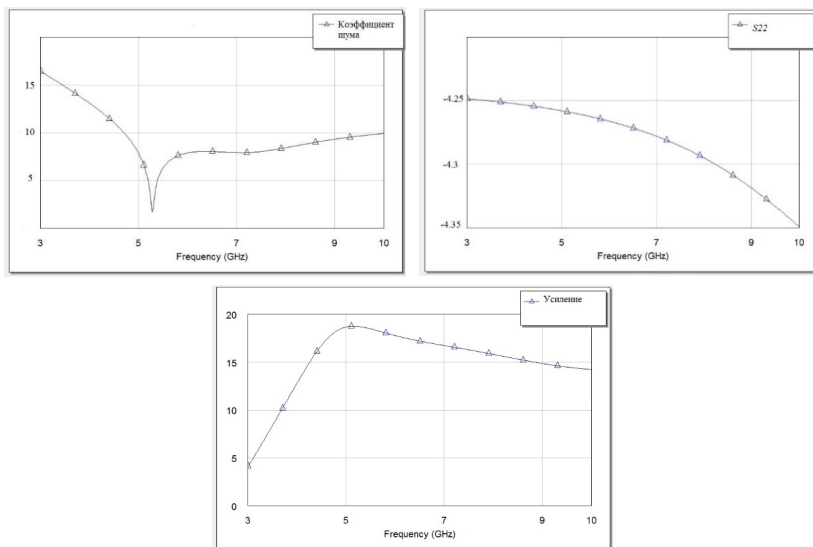 Коэффициент
шума
15
10
5
3 5 7 9 10
Frequency (GHz)
S22
-4.25
-4.3
-4.35
3 5 7 9 10
Frequency (GHz)
Усиление
20
15
10
5
0
3 5 7 9 10
Frequency (GHz)